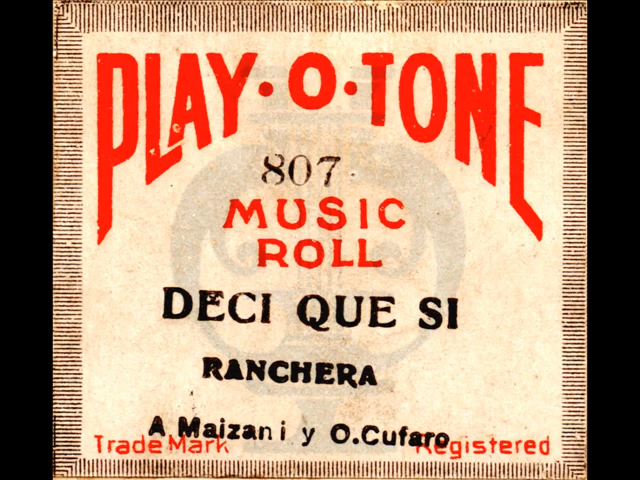 PLAY·O·TONE
807
MUSIC
ROLL
DECI QUE SI
RANCHERA
A. Maizani y O. Cufaro
Trade Mark Registered